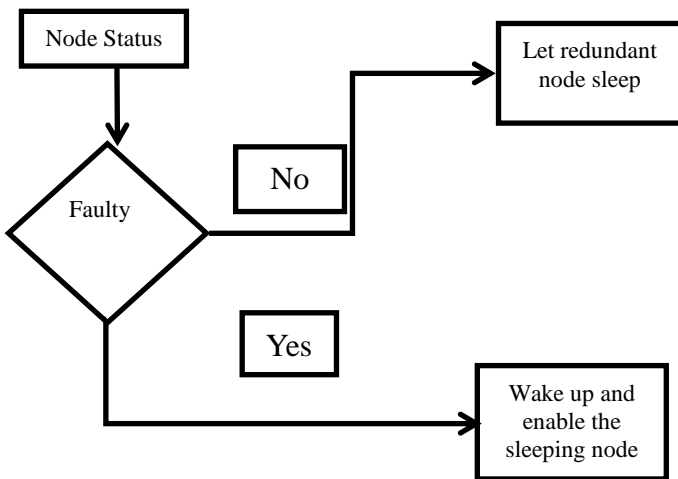 Node Status
Let redundant
node sleep
No
Faulty
Yes
Wake up and
enable the
sleeping node